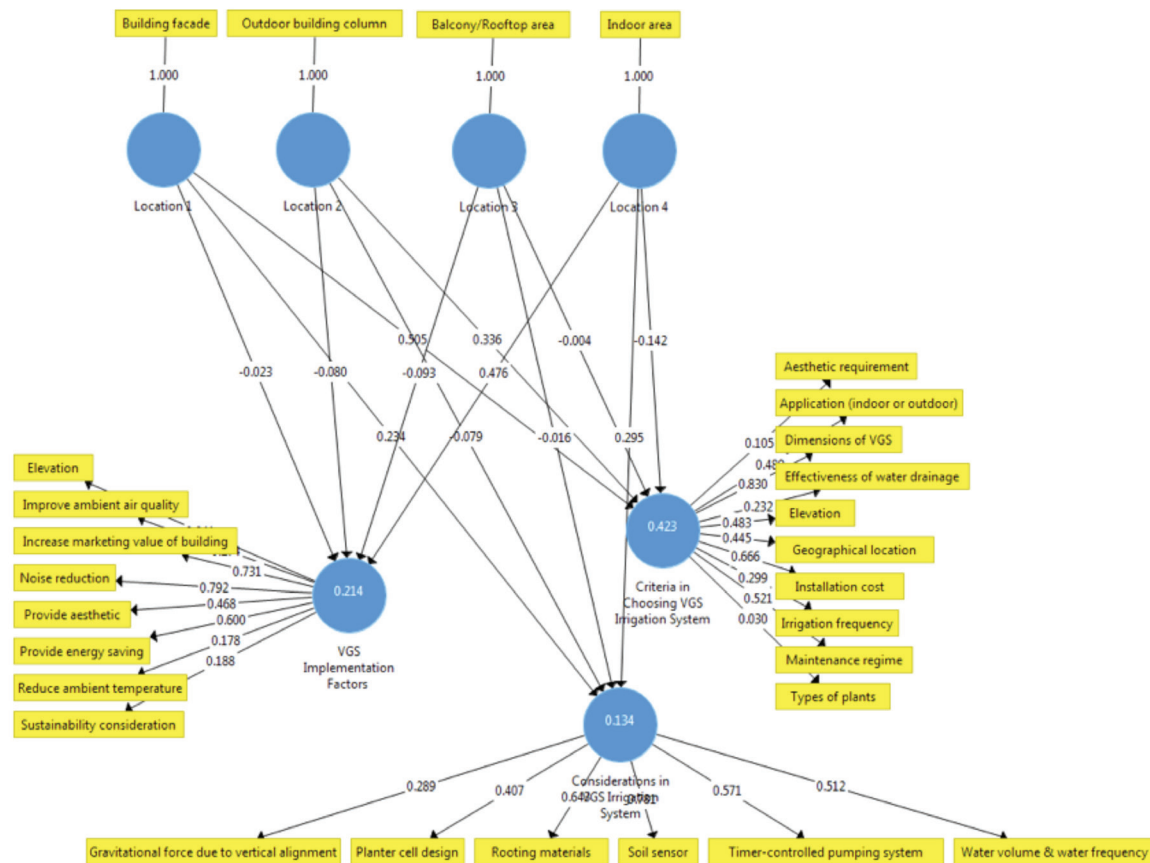 Building facade
Outdoor building column
Balcony/Rooftop area
Indoor area
1.000
1.000
1.000
1.000
Location 1
Location 2
Location 3
Location 4
0.505
0.336
-0.004
-0.142
-0.023
-0.080
-0.093
0.476
0.234
-0.079
-0.016
0.295
Aesthetic requirement
Application (indoor or outdoor)
Dimensions of VGS
Effectiveness of water drainage
Elevation
Geographical location
Installation cost
Irrigation frequency
Maintenance regime
Types of plants
0.105
0.830
0.232
0.483
0.445
0.666
0.299
0.521
0.030
0.423
Criteria in
Choosing VGS
Irrigation System
Elevation
Improve ambient air quality
Increase marketing value of building
Noise reduction
Provide aesthetic
Provide energy saving
Reduce ambient temperature
Sustainability consideration
0.731
0.792
0.468
0.600
0.178
0.188
0.214
VGS
Implementation
Factors
0.134
Considerations in
VGS Irrigation
System
0.289
0.407
0.781
0.571
0.512
Gravitational force due to vertical alignment
Planter cell design
Rooting materials
Soil sensor
Timer-controlled pumping system
Water volume & water frequency